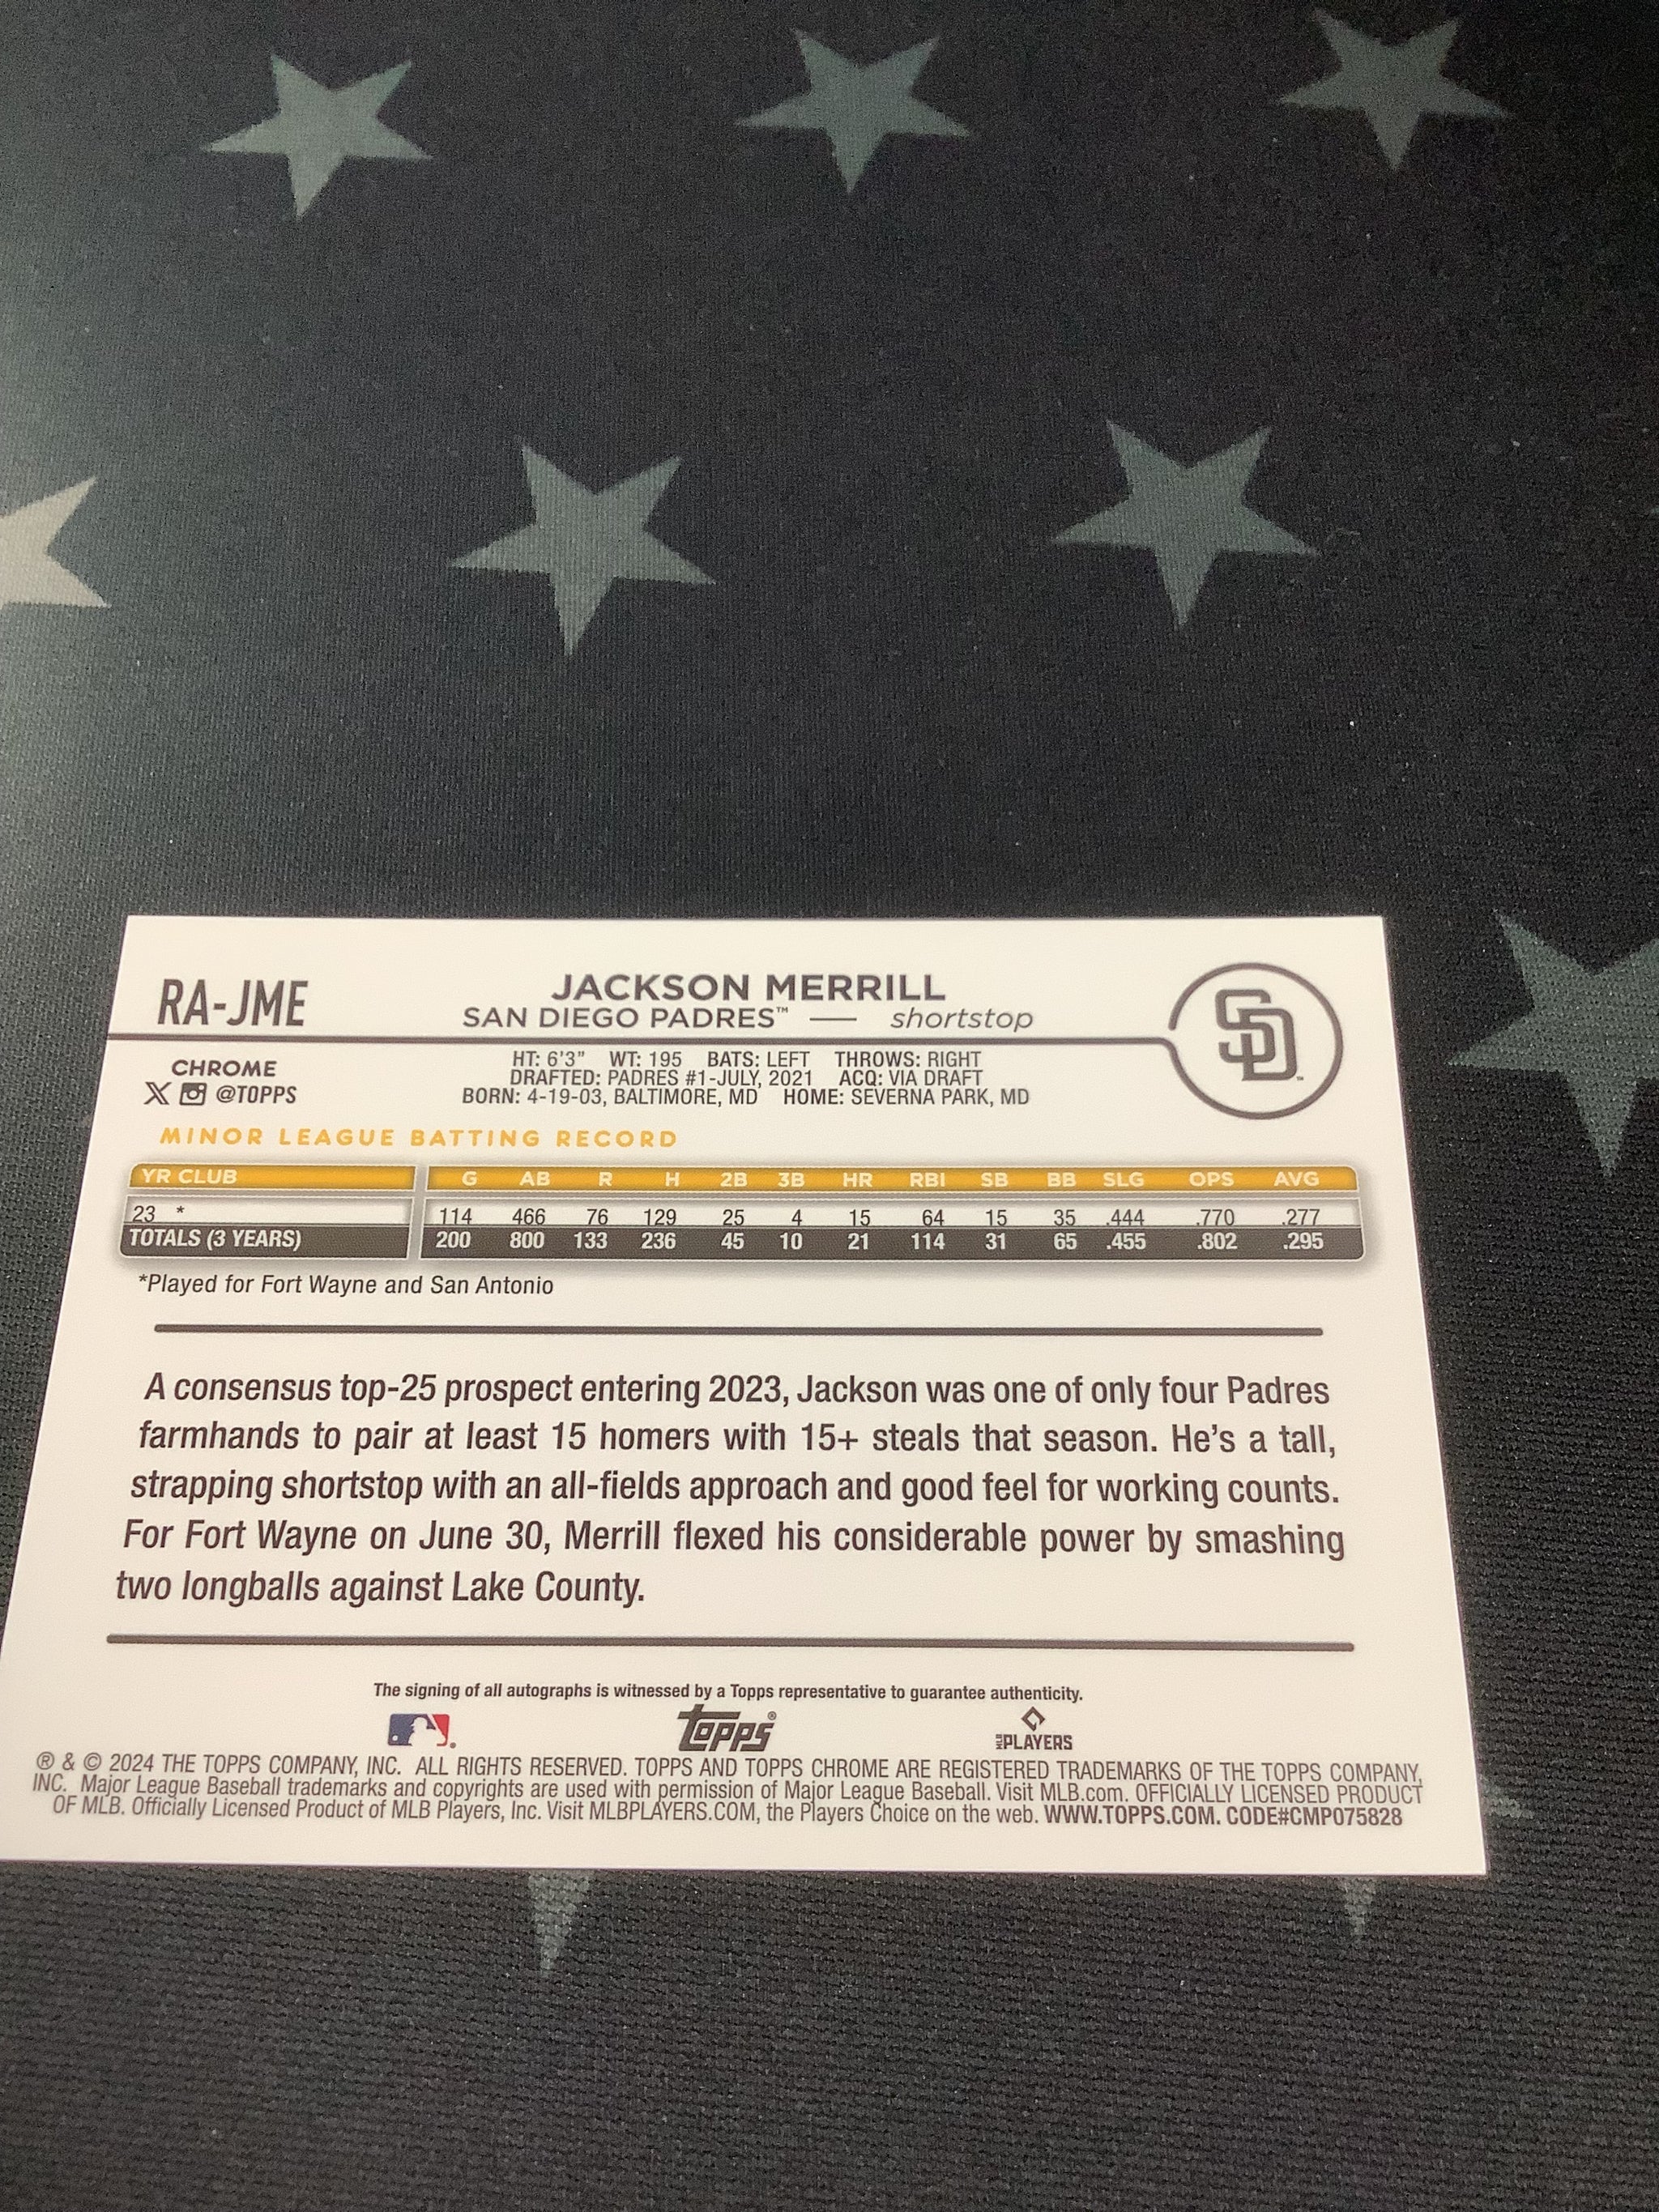 RA-JME
JACKSON MERRILL
SAN DIEGO PADRES™ — shortstop
SD
CHROME
@TOPPS
HT: 6'3" WT: 195 BATS: LEFT THROWS: RIGHT
DRAFTED: PADRES #1-JULY, 2021 ACQ: VIA DRAFT
BORN: 4-19-03, BALTIMORE, MD HOME: SEVERNA PARK, MD
MINOR LEAGUE BATTING RECORD
YR CLUB G AB R H 2B 3B HR RBI SB BB SLG OPS AVG
23 * 114 466 76 129 25 4 15 64 15 35 .444 .770 .277
TOTALS (3 YEARS) 200 800 133 236 45 10 21 114 31 65 .455 .802 .295
*Played for Fort Wayne and San Antonio
A consensus top-25 prospect entering 2023, Jackson was one of only four Padres
farmhands to pair at least 15 homers with 15+ steals that season. He's a tall,
strapping shortstop with an all-fields approach and good feel for working counts.
For Fort Wayne on June 30, Merrill flexed his considerable power by smashing
two longballs against Lake County.
The signing of all autographs is witnessed by a Topps representative to guarantee authenticity.
topps® MLB PLAYERS
® & © 2024 THE TOPPS COMPANY, INC. ALL RIGHTS RESERVED. TOPPS AND TOPPS CHROME ARE REGISTERED TRADEMARKS OF THE TOPPS COMPANY,
INC. Major League Baseball trademarks and copyrights are used with permission of Major League Baseball. Visit MLB.com. OFFICIALLY LICENSED PRODUCT
OF MLB. Officially Licensed Product of MLB Players, Inc. Visit MLBPLAYERS.COM, the Players Choice on the web. WWW.TOPPS.COM. CODE#CMP075828